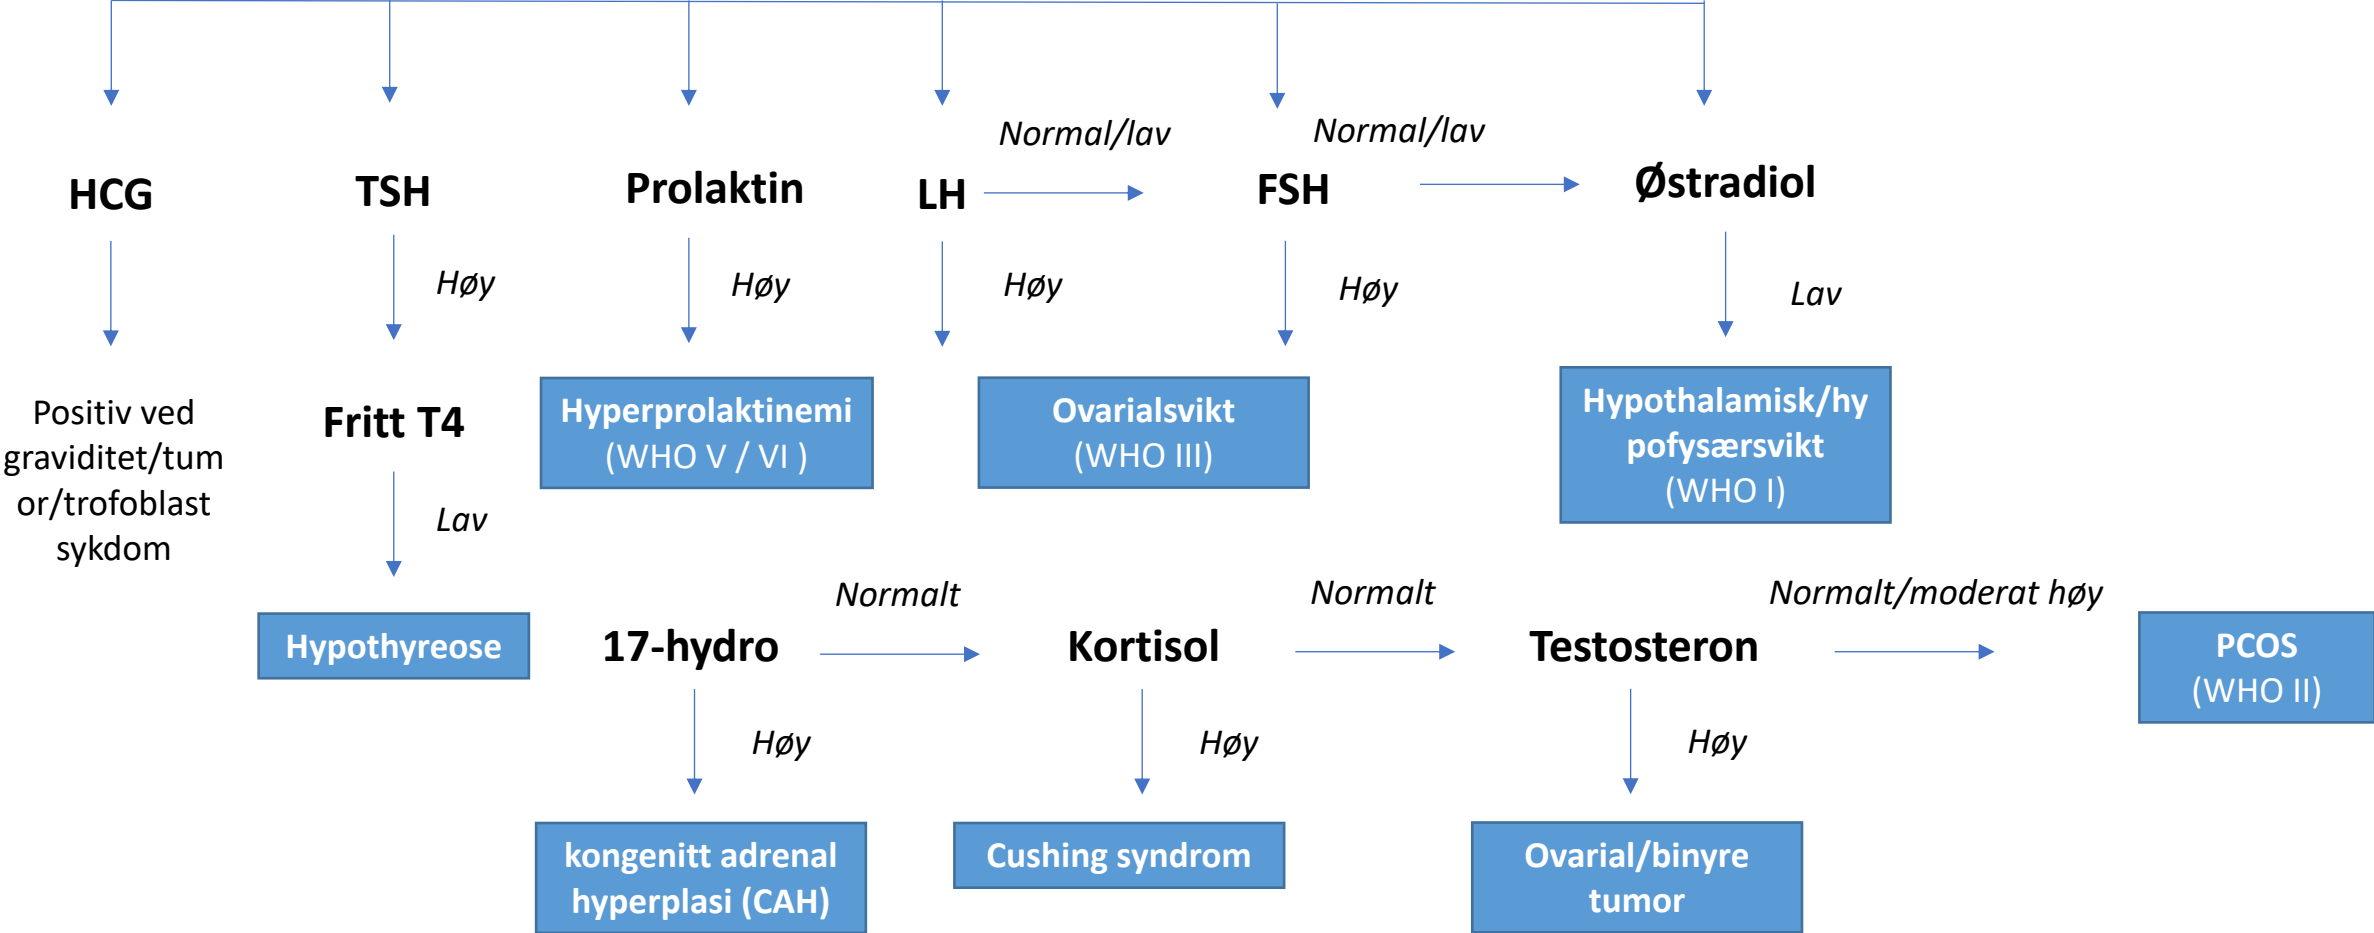 Normal/lav
Normal/lav
HCG
TSH
Prolaktin
LH
FSH
Østradiol
Høy
Høy
Høy
Høy
Lav
Positiv ved
graviditet/tum
or/trofoblast
sykdom
Fritt T4
Hyperprolaktinemi
(WHO V / VI )
Ovarialsvikt
(WHO III)
Hypothalamisk/hy
pofysærsvikt
(WHO I)
Lav
Normalt
Normalt
Normalt/moderat høy
Hypothyreose
17-hydro
Kortisol
Testosteron
PCOS
(WHO II)
Høy
Høy
Høy
kongenitt adrenal
hyperplasi (CAH)
Cushing syndrom
Ovarial/binyre
tumor